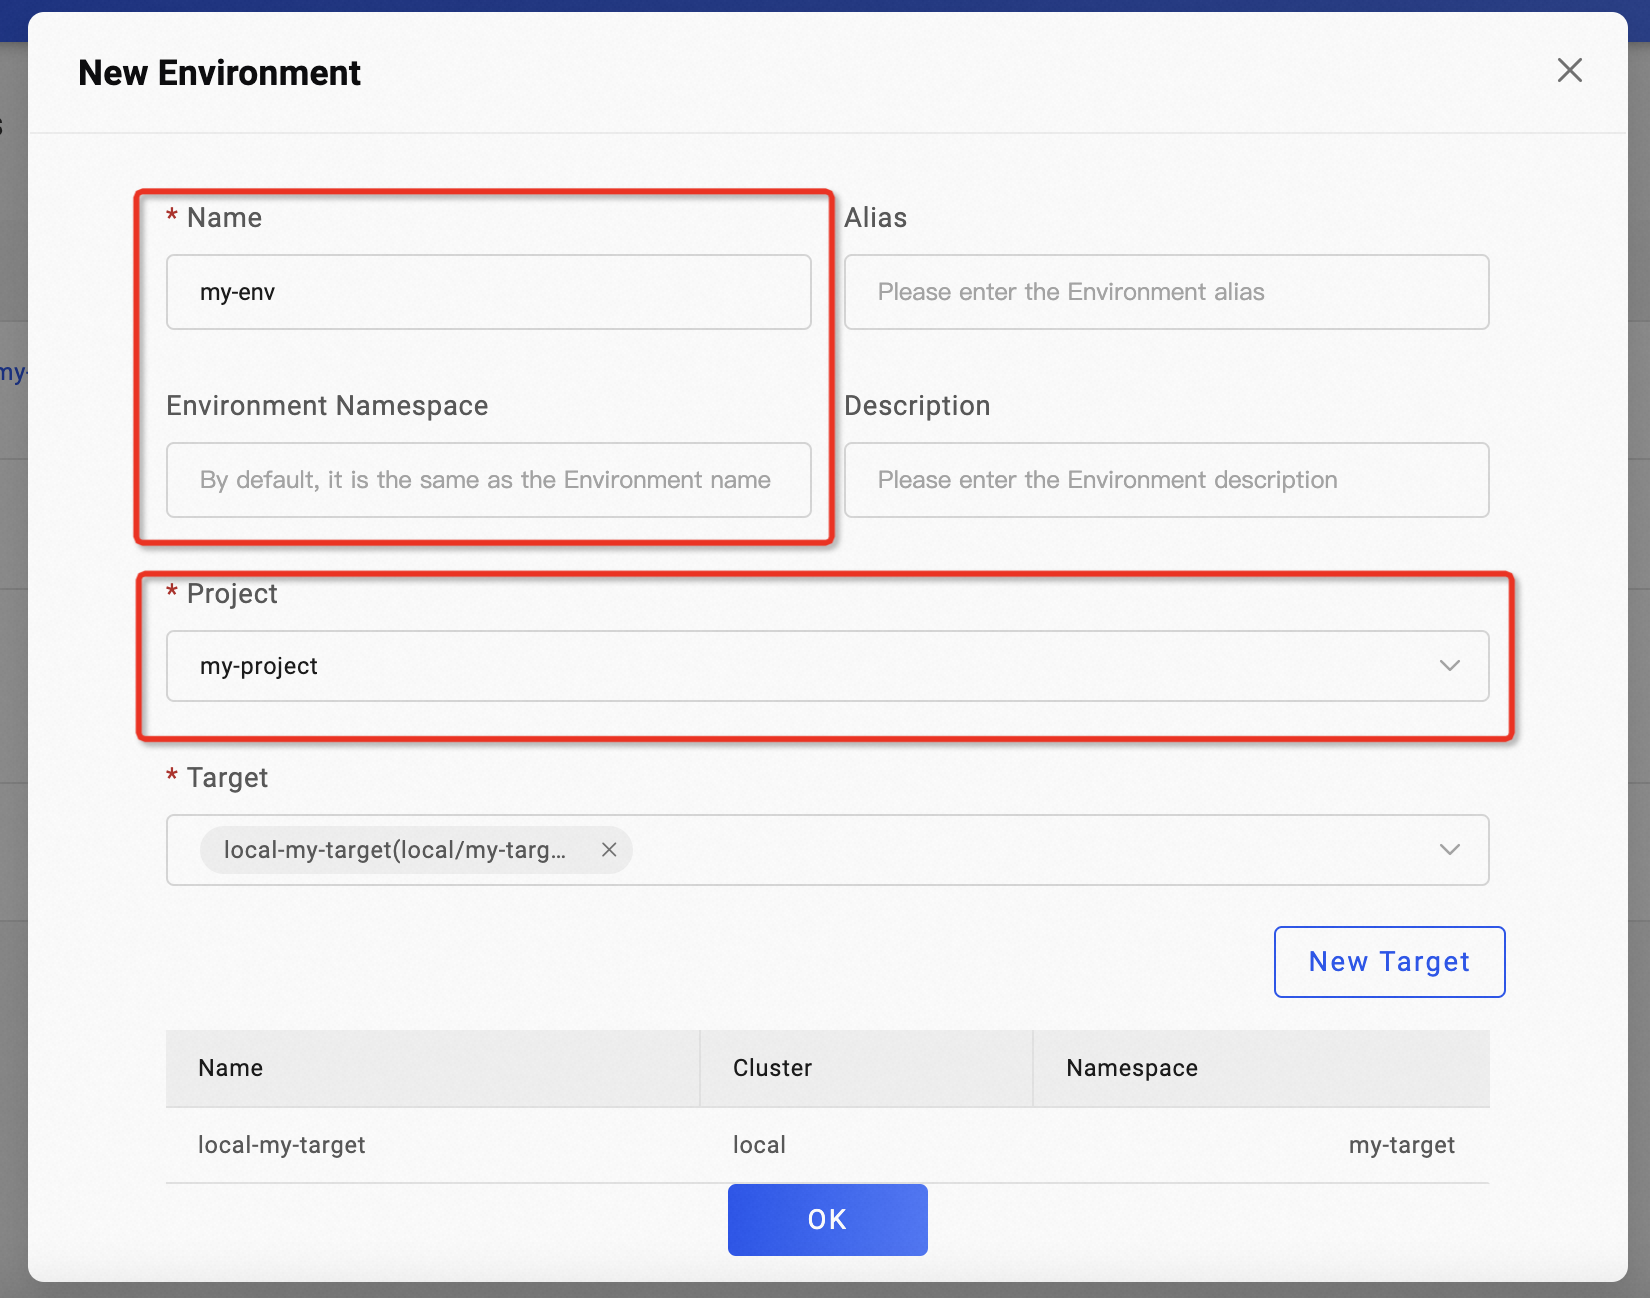 New Environment
s
* Name
Alias
my-env
Please enter the Environment alias
my-
Environment Namespace
Description
By default, it is the same as the Environment name
Please enter the Environment description
* Project
my-project
* Target
local-my-target(local/my-targ...
New Target
Name Cluster Namespace
local-my-target local my-target
OK